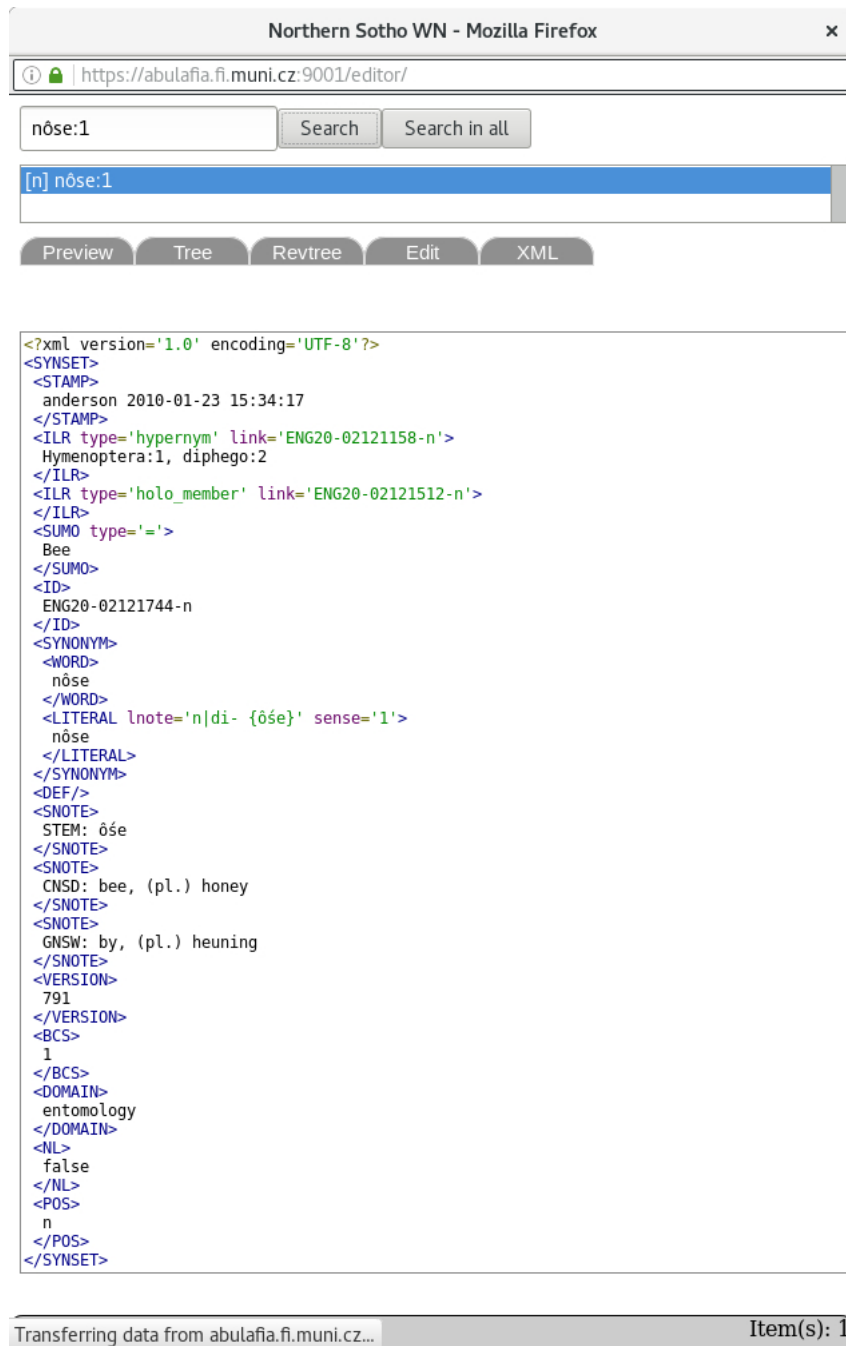 Northern Sotho WN - Mozilla Firefox ×
https://abulafia.fi.muni.cz:9001/editor/
nôse:1 Search Search in all
[n] nôse:1
Preview Tree Revtree Edit XML
<?xml version='1.0' encoding='UTF-8'?>
<SYNSET>
<STAMP>
anderson 2010-01-23 15:34:17
</STAMP>
<ILR type='hypernym' link='ENG20-02121158-n'>
Hymenoptera:1, diphego:2
</ILR>
<ILR type='holo_member' link='ENG20-02121512-n'>
</ILR>
<SUMO type='='>
Bee
</SUMO>
<ID>
ENG20-02121744-n
</ID>
<SYNONYM>
<WORD>
nôse
</WORD>
<LITERAL lnote='n|di- {ôśe}' sense='1'>
nôse
</LITERAL>
</SYNONYM>
<DEF/>
<SNOTE>
STEM: ôśe
</SNOTE>
<SNOTE>
CNSD: bee, (pl.) honey
</SNOTE>
<SNOTE>
GNSW: by, (pl.) heuning
</SNOTE>
<VERSION>
791
</VERSION>
<BCS>
1
</BCS>
<DOMAIN>
entomology
</DOMAIN>
<NL>
false
</NL>
<POS>
n
</POS>
</SYNSET>
Transferring data from abulafia.fi.muni.cz... Item(s): 1